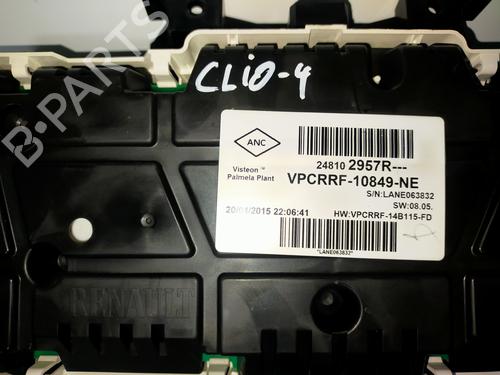 CLiO-4
ANC
Visteon
Palmela Plant
24810 2957R---
VPCRRF-10849-NE
S/N:LANE063832
SW:08.05.
20/01/2015 22:06:41
HW:VPCRRF-14B115-FD
*LANE063832*
RENAULT
B-PARTS